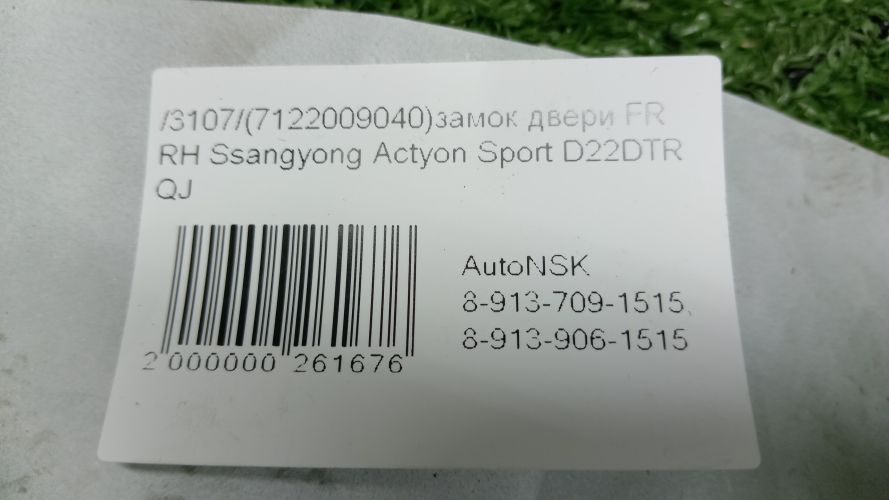 /3107/(7122009040)замок двери FR
RH Ssangyong Actyon Sport D22DTR
QJ
AutoNSK
8-913-709-1515,
8-913-906-1515
2 000000 261676